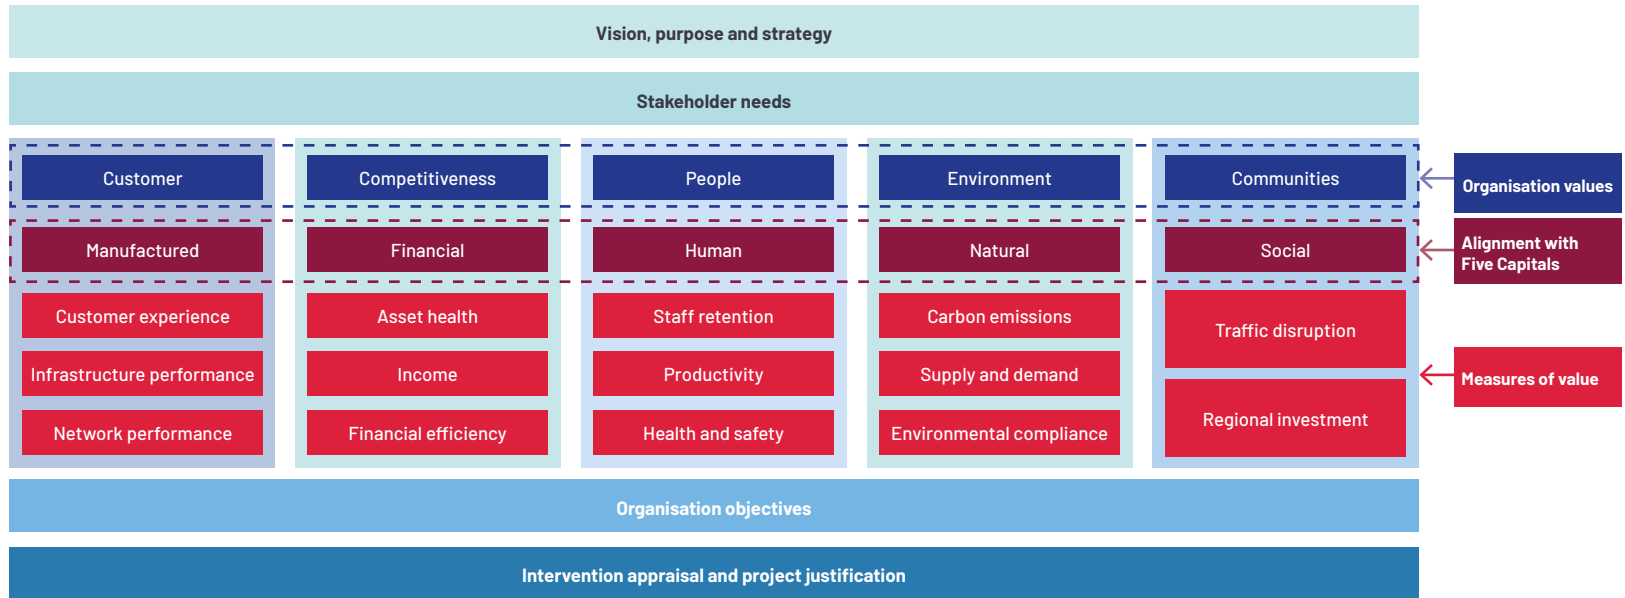 Vision, purpose and strategy
Stakeholder needs
Customer
Competitiveness
People
Environment
Communities
Organisation values
Manufactured
Financial
Human
Natural
Social
Alignment with
Five Capitals
Customer experience
Asset health
Staff retention
Carbon emissions
Traffic disruption
Infrastructure performance
Income
Productivity
Supply and demand
Measures of value
Network performance
Financial efficiency
Health and safety
Environmental compliance
Regional investment
Organisation objectives
Intervention appraisal and project justification